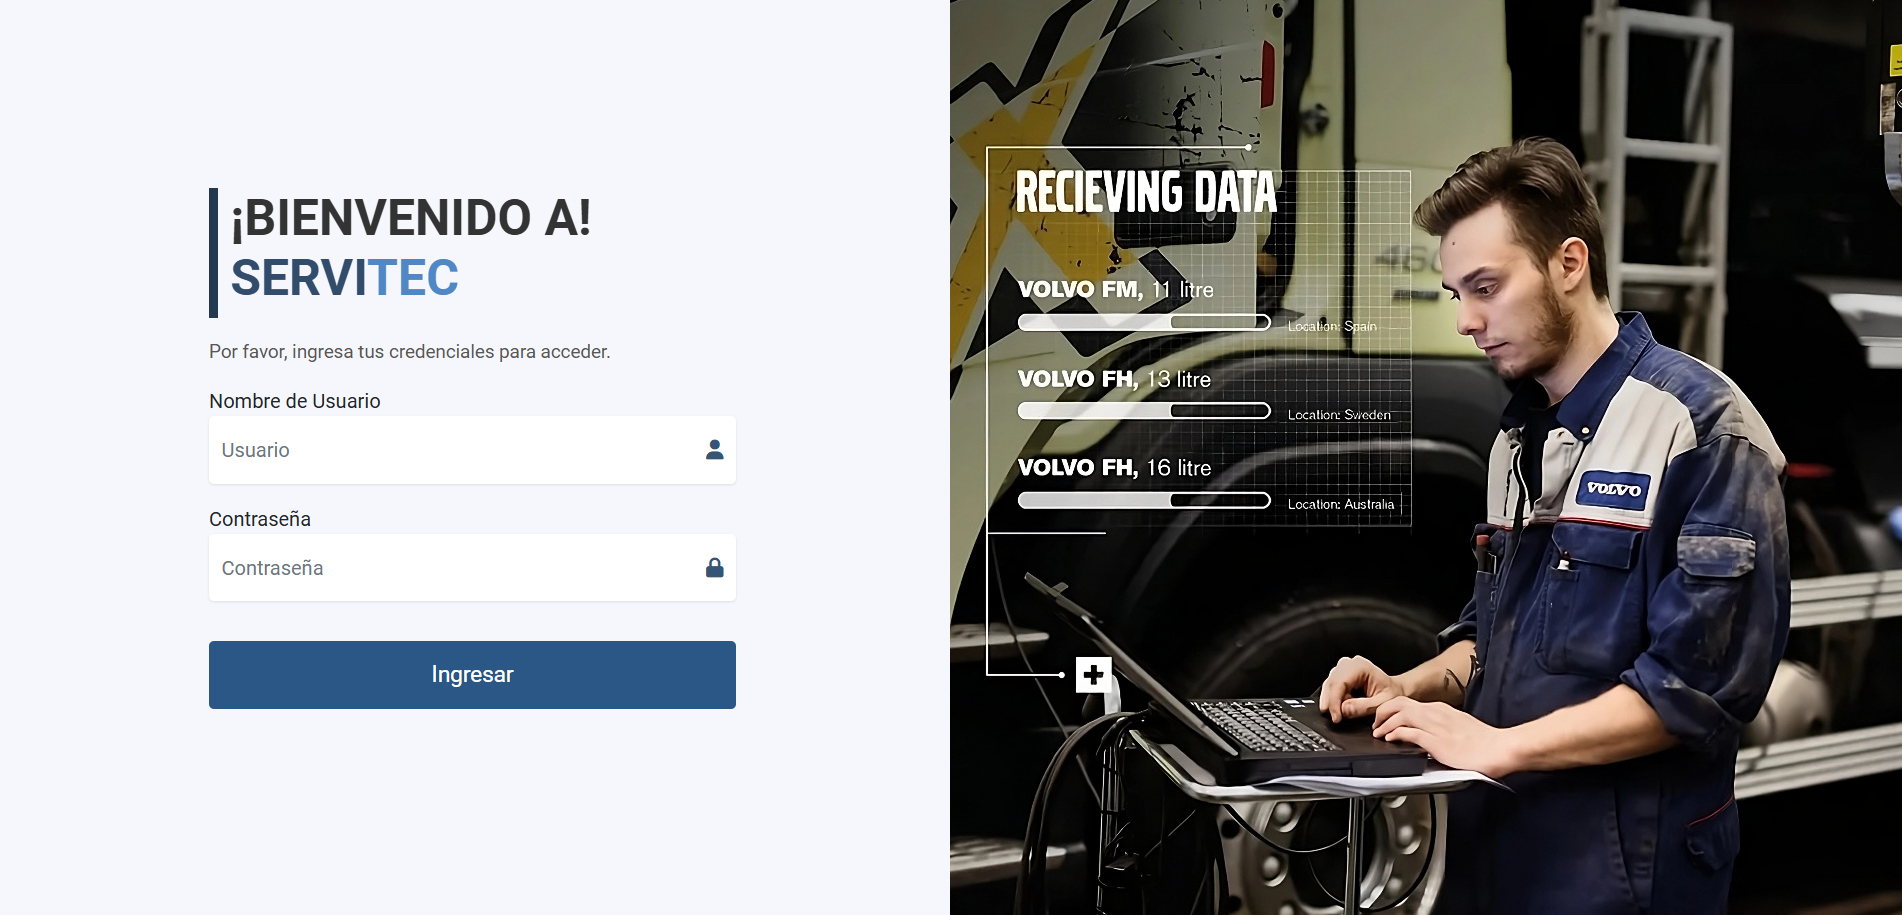 ¡BIENVENIDO A!
SERVITEC
Por favor, ingresa tus credenciales para acceder.
Nombre de Usuario
Usuario
Contraseña
Contraseña
Ingresar
RECIEVING DATA
VOLVO FM, 11 litre
Location: Spain
VOLVO FH, 13 litre
Location: Sweden
VOLVO FH, 16 litre
Location: Australia
460
VOLVO